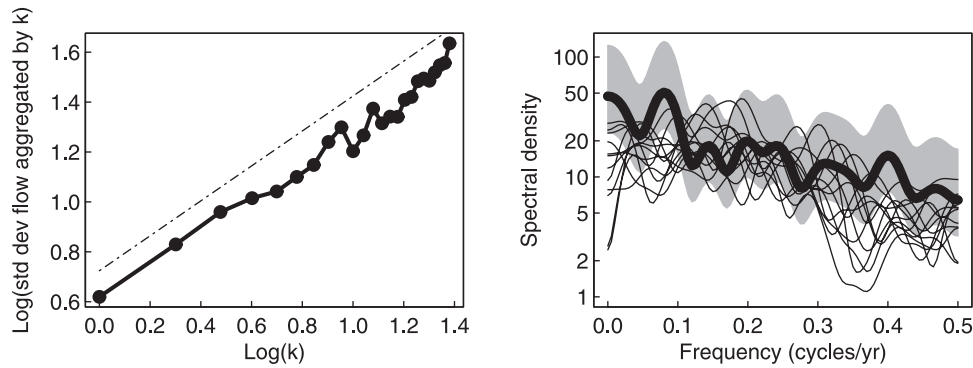 Log(std dev flow aggregated by k)
1.6
1.4
1.2
1.0
0.8
0.6
0.0 0.2 0.4 0.6 0.8 1.0 1.2 1.4
Log(k)
Spectral density
100
50
20
10
5
2
1
0.0 0.1 0.2 0.3 0.4 0.5
Frequency (cycles/yr)